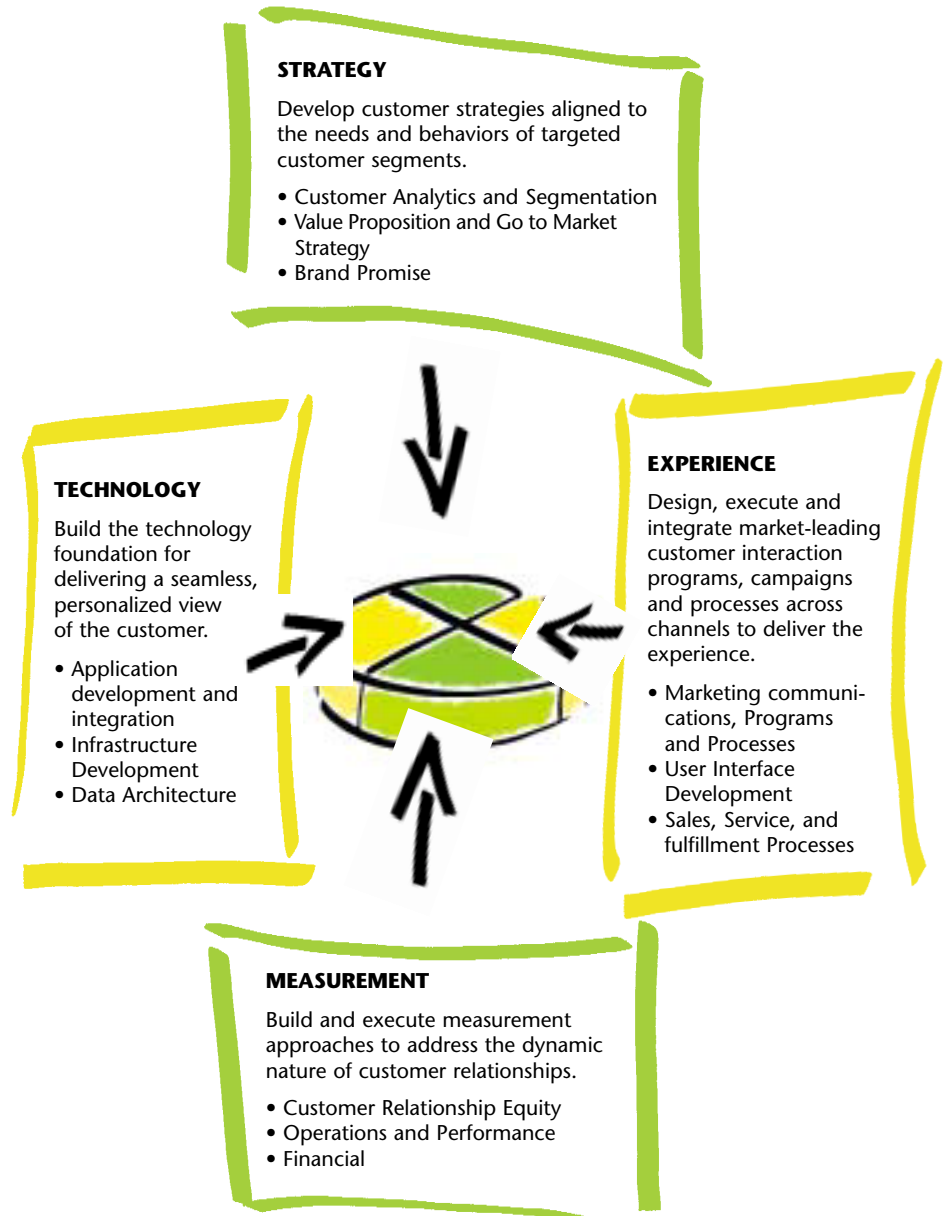 STRATEGY
Develop customer strategies aligned to
the needs and behaviors of targeted
customer segments.
• Customer Analytics and Segmentation
• Value Proposition and Go to Market
Strategy
• Brand Promise
TECHNOLOGY
Build the technology
foundation for
delivering a seamless,
personalized view
of the customer.
• Application
development and
integration
• Infrastructure
Development
• Data Architecture
EXPERIENCE
Design, execute and
integrate market-leading
customer interaction
programs, campaigns
and processes across
channels to deliver the
experience.
• Marketing communi-
cations, Programs
and Processes
• User Interface
Development
• Sales, Service, and
fulfillment Processes
MEASUREMENT
Build and execute measurement
approaches to address the dynamic
nature of customer relationships.
• Customer Relationship Equity
• Operations and Performance
• Financial